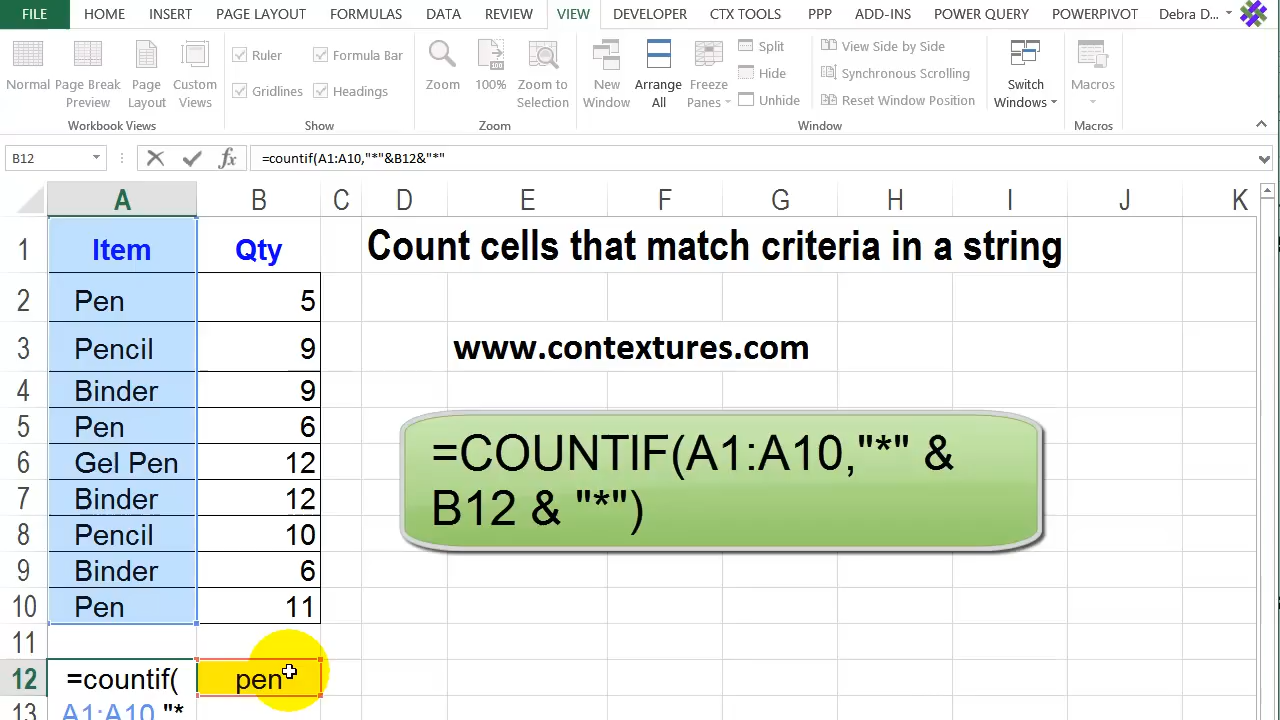 FILE HOME INSERT PAGE LAYOUT FORMULAS DATA REVIEW VIEW DEVELOPER CTX TOOLS PPP ADD-INS POWER QUERY POWERPIVOT Debra D...
Normal Page Break Preview Page Layout Custom Views
Workbook Views
Ruler Formula Bar
Gridlines Headings
Show
Zoom 100% Zoom to Selection
Zoom
New Window Arrange All Freeze Panes
Split
Hide
Unhide
View Side by Side
Synchronous Scrolling
Reset Window Position
Switch Windows
Window
Macros
Macros
B12 fx =countif(A1:A10,"*"&B12&"*"
A B C D E F G H I J K
1 Item Qty Count cells that match criteria in a string
2 Pen 5
3 Pencil 9 www.contextures.com
4 Binder 9
5 Pen 6
6 Gel Pen 12
7 Binder 12
8 Pencil 10
9 Binder 6
10 Pen 11
=COUNTIF(A1:A10,"*" &
B12 & "*")
11
12 =countif( pen
13 A1:A10,"*